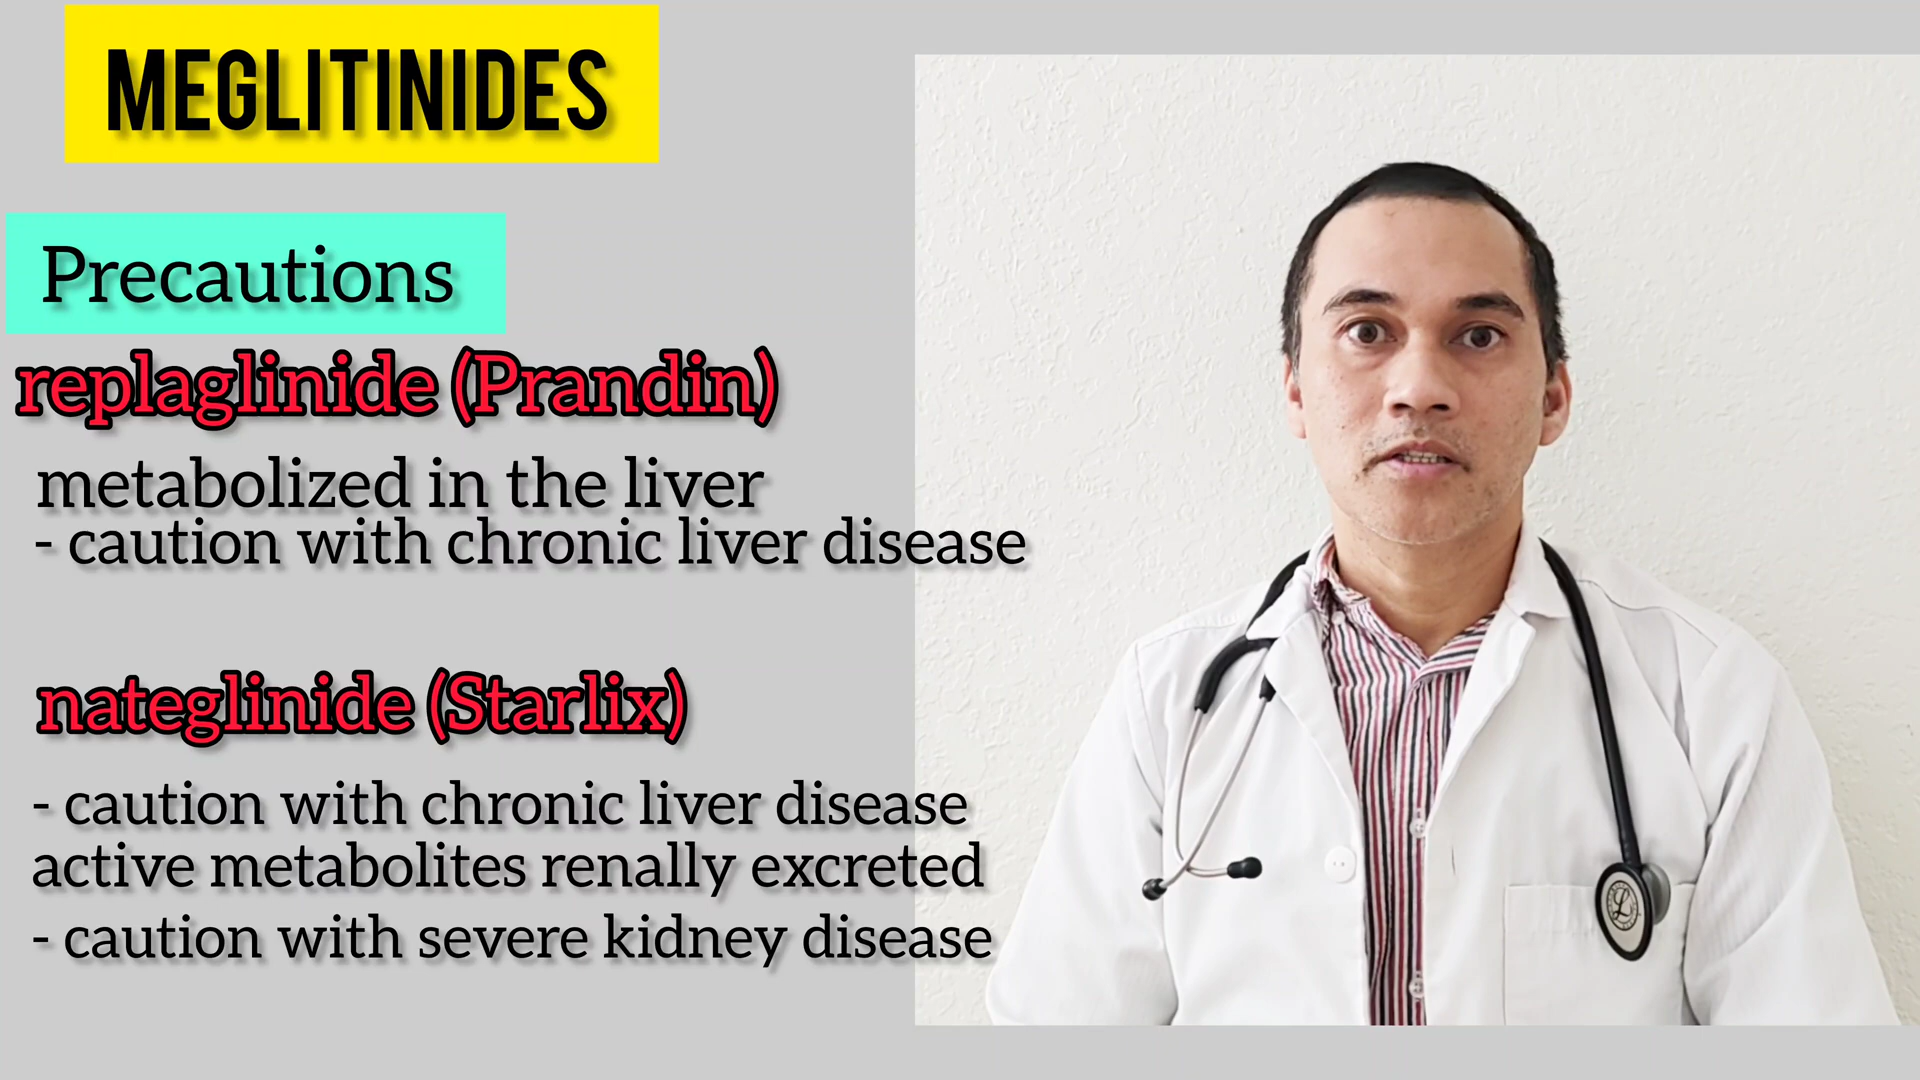 MEGLITINIDES
Precautions
replaglinide (Prandin)
metabolized in the liver
- caution with chronic liver disease
nateglinide (Starlix)
- caution with chronic liver disease
active metabolites renally excreted
- caution with severe kidney disease